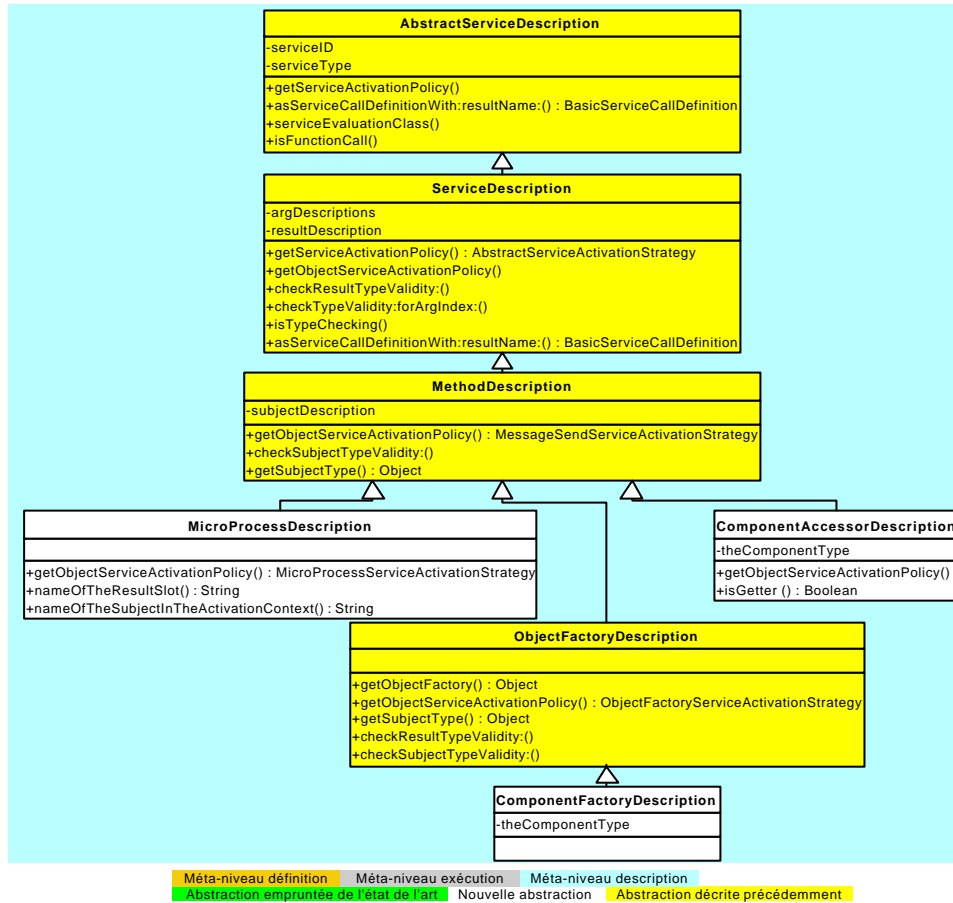 AbstractServiceDescription
-serviceID
-serviceType
+getServiceActivationPolicy()
+asServiceCallDefinitionWith:resultName:() : BasicServiceCallDefinition
+serviceEvaluationClass()
+isFunctionCall()
ServiceDescription
-argDescriptions
-resultDescription
+getServiceActivationPolicy() : AbstractServiceActivationStrategy
+getObjectServiceActivationPolicy()
+checkResultTypeValidity:()
+checkTypeValidity:forArgIndex:()
+isTypeChecking()
+asServiceCallDefinitionWith:resultName:() : BasicServiceCallDefinition
MethodDescription
-subjectDescription
+getObjectServiceActivationPolicy() : MessageSendServiceActivationStrategy
+checkSubjectTypeValidity:()
+getSubjectType() : Object
MicroProcessDescription
+getObjectServiceActivationPolicy() : MicroProcessServiceActivationStrategy
+nameOfTheResultSlot() : String
+nameOfTheSubjectInTheActivationContext() : String
ComponentAccessorDescription
-theComponentType
+getObjectServiceActivationPolicy()
+isGetter () : Boolean
ObjectFactoryDescription
+getObjectFactory() : Object
+getObjectServiceActivationPolicy() : ObjectFactoryServiceActivationStrategy
+getSubjectType() : Object
+checkResultTypeValidity:()
+checkSubjectTypeValidity:()
ComponentFactoryDescription
-theComponentType
Méta-niveau définition Méta-niveau exécution Méta-niveau description
Abstraction empruntée de l'état de l'art Nouvelle abstraction Abstraction décrite précédemment